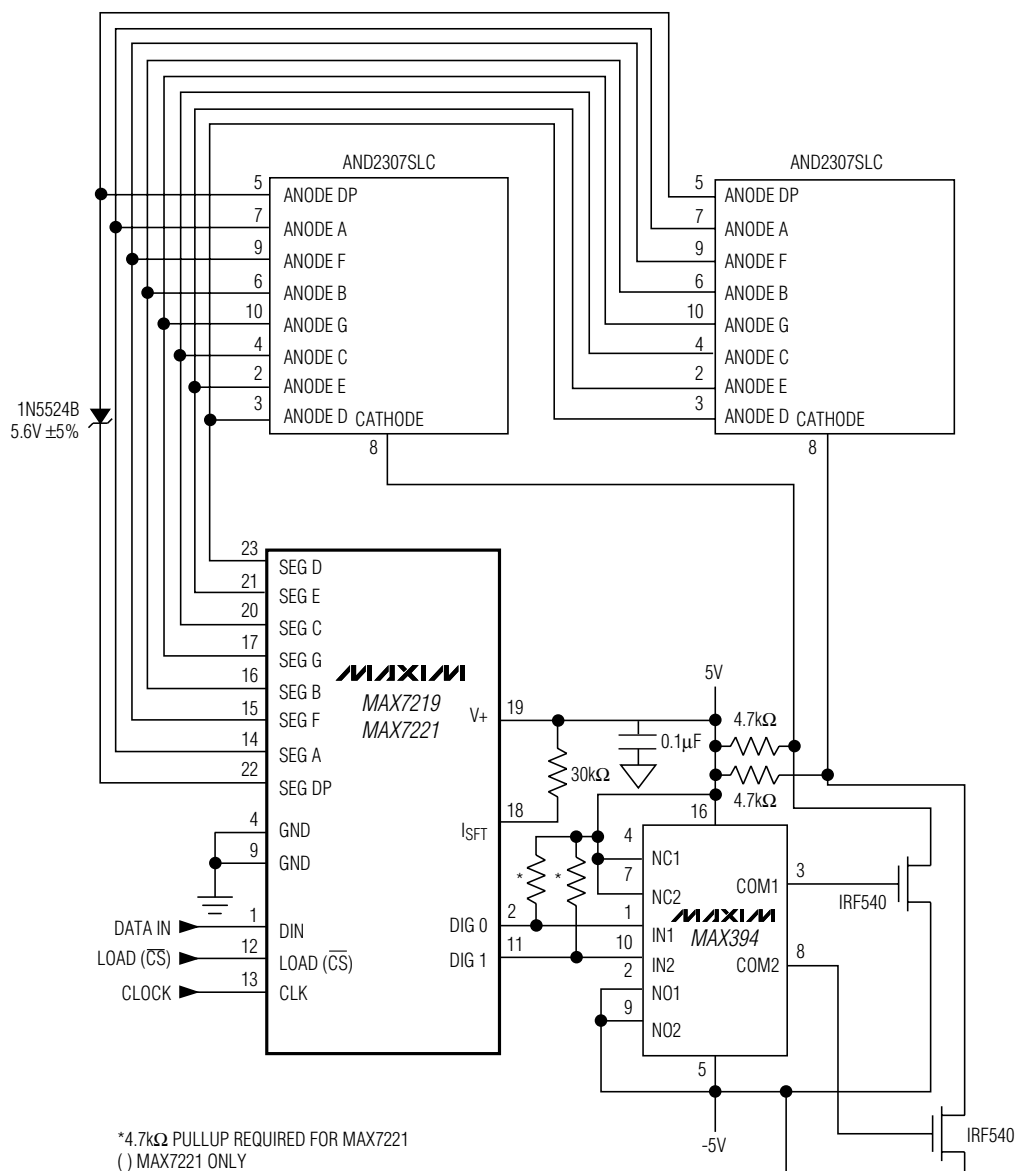 AND2307SLC
5 ANODE DP
7 ANODE A
9 ANODE F
6 ANODE B
10 ANODE G
4 ANODE C
2 ANODE E
3 ANODE D
CATHODE
8
AND2307SLC
5 ANODE DP
7 ANODE A
9 ANODE F
6 ANODE B
10 ANODE G
4 ANODE C
2 ANODE E
3 ANODE D
CATHODE
8
1N5524B
5.6V ±5%
23 SEG D
21 SEG E
20 SEG C
17 SEG G
16 SEG B
15 SEG F
14 SEG A
22 SEG DP
4 GND
9 GND
DATA IN 1 DIN
LOAD (C̅S̅) 12 LOAD (C̅S̅)
CLOCK 13 CLK
MAXIM
MAX7219
MAX7221
V+ 19
ISFT 18
DIG 0 2
DIG 1 11
30kΩ
0.1µF
5V
4.7kΩ
4.7kΩ
*
*
16
4 NC1
7 NC2
1 IN1
10 IN2
2 NO1
9 NO2
MAXIM
MAX394
COM1 3
COM2 8
5
-5V
IRF540
IRF540
*4.7kΩ PULLUP REQUIRED FOR MAX7221
( ) MAX7221 ONLY